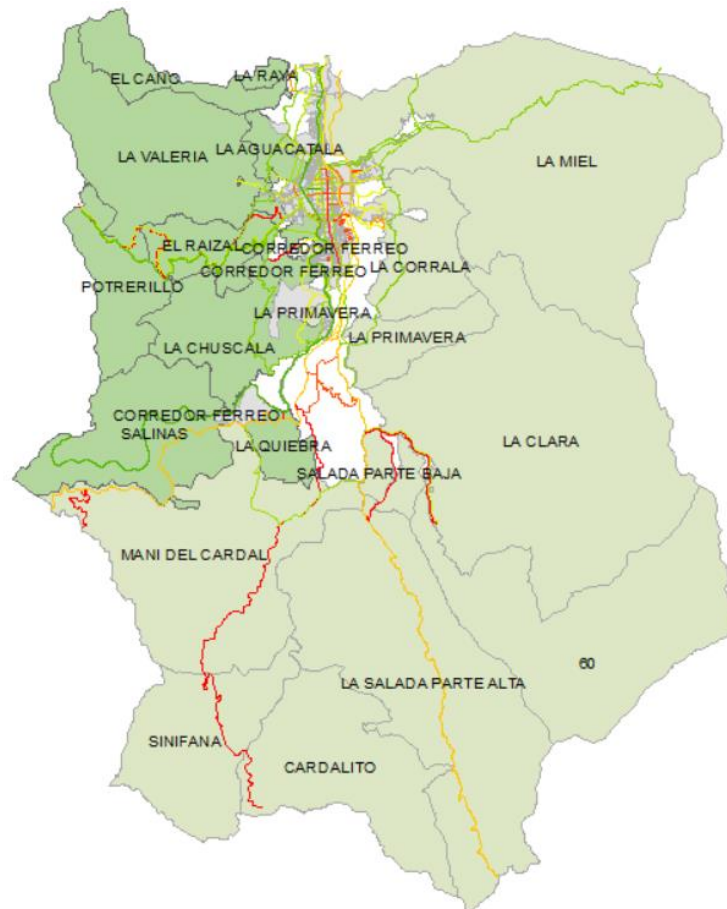 EL CANO
LA RAYA
LA VALERIA
LA AGUACATALA
LA MIEL
EL RAIZAL
CORREDOR FERREO
CORREDOR FERREO
LA CORRALA
POTRERILLO
LA PRIMAVERA
LA PRIMAVERA
LA CHUSCALA
CORREDOR FERREO
SALINAS
LA QUIEBRA
LA CLARA
SALADA PARTE BAJA
MANI DEL CARDAL
60
LA SALADA PARTE ALTA
SINIFANA
CARDALITO